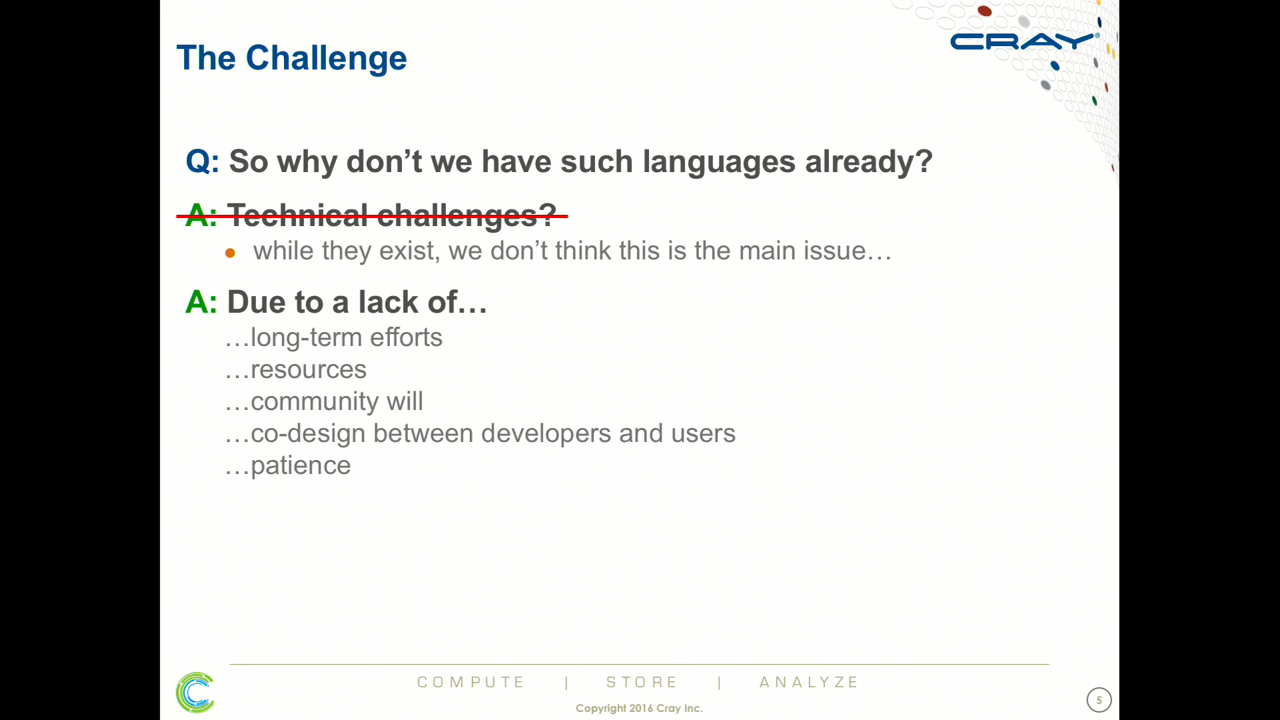 The Challenge
CRAY®
Q: So why don’t we have such languages already?
A: Technical challenges?
• while they exist, we don’t think this is the main issue…
A: Due to a lack of…
…long-term efforts
…resources
…community will
…co-design between developers and users
…patience
COMPUTE | STORE | ANALYZE
Copyright 2016 Cray Inc.
5